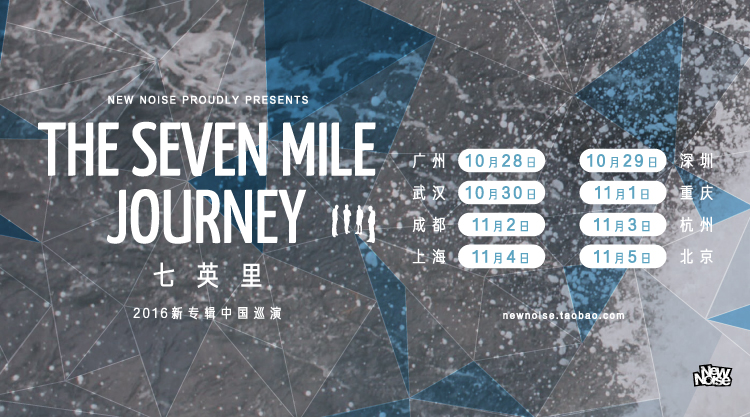 NEW NOISE PROUDLY PRESENTS
THE SEVEN MILE
JOURNEY
七英里
2016新专辑中国巡演
广州 10月28日 10月29日 深圳
武汉 10月30日 11月1日 重庆
成都 11月2日 11月3日 杭州
上海 11月4日 11月5日 北京
newnoise.taobao.com
NEW NOISE